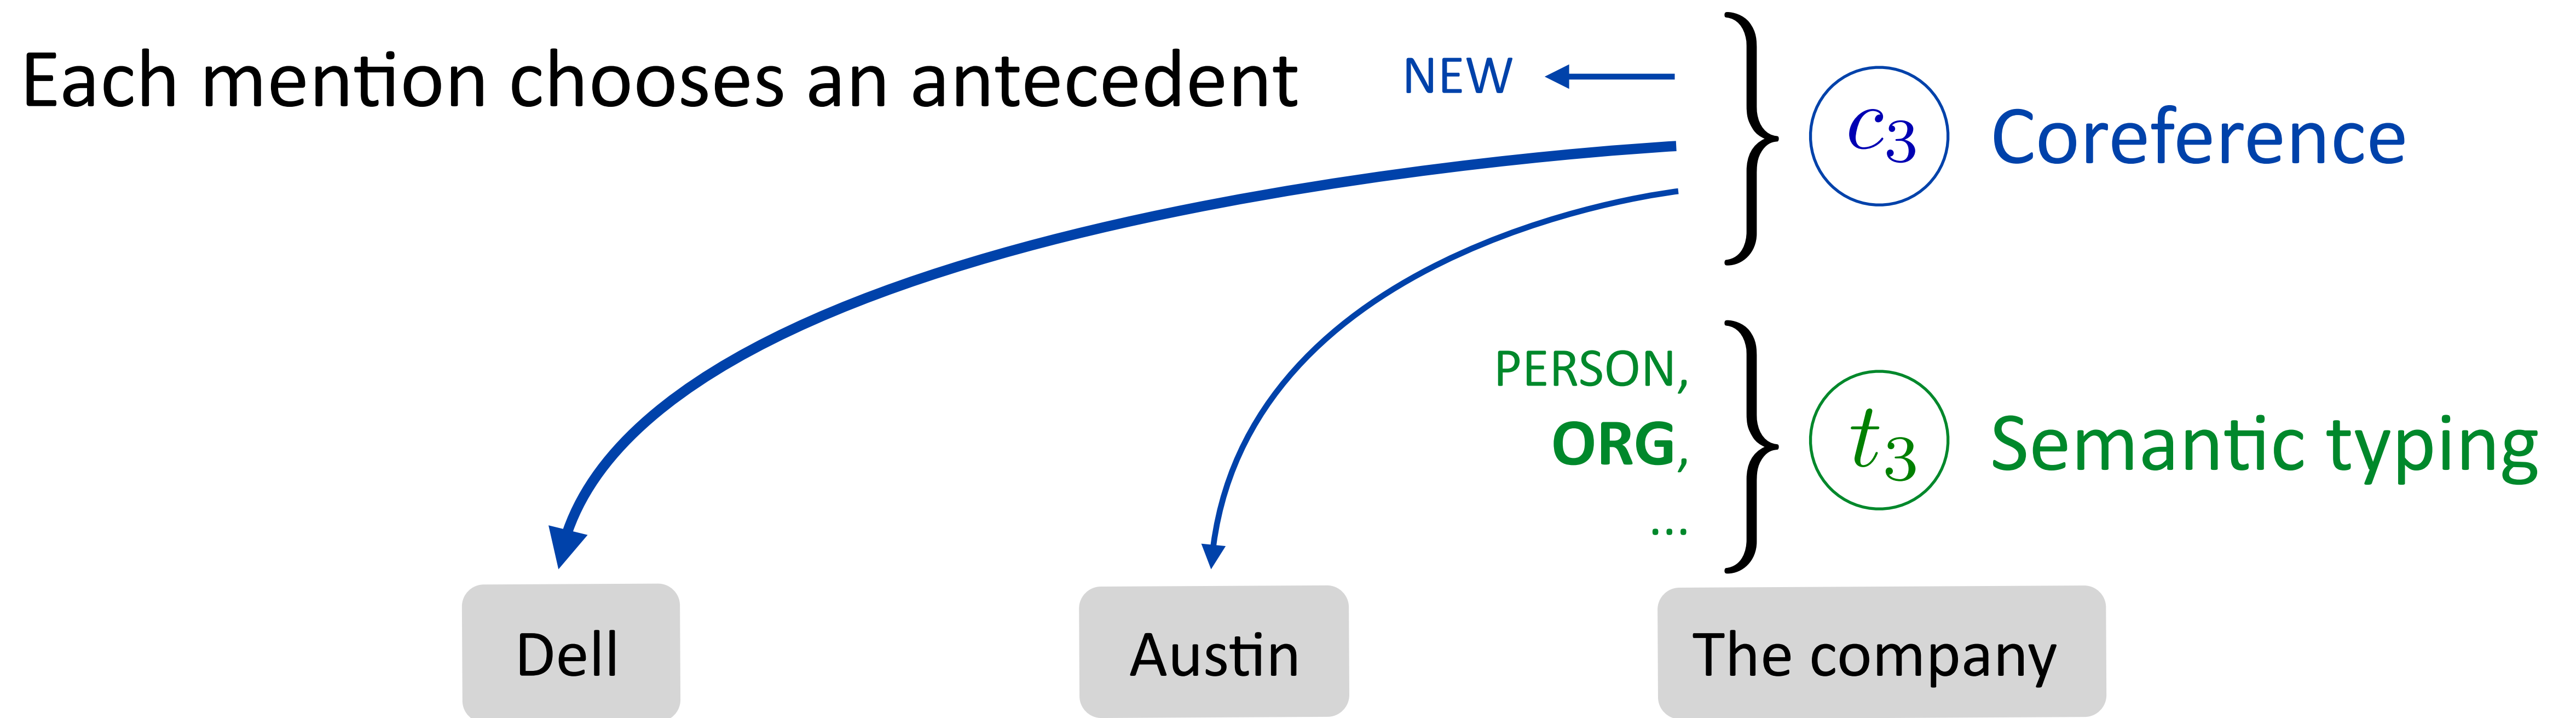 Each mention chooses an antecedent
NEW
c₃
Coreference
PERSON,
ORG,
...
t₃
Semantic typing
Dell
Austin
The company